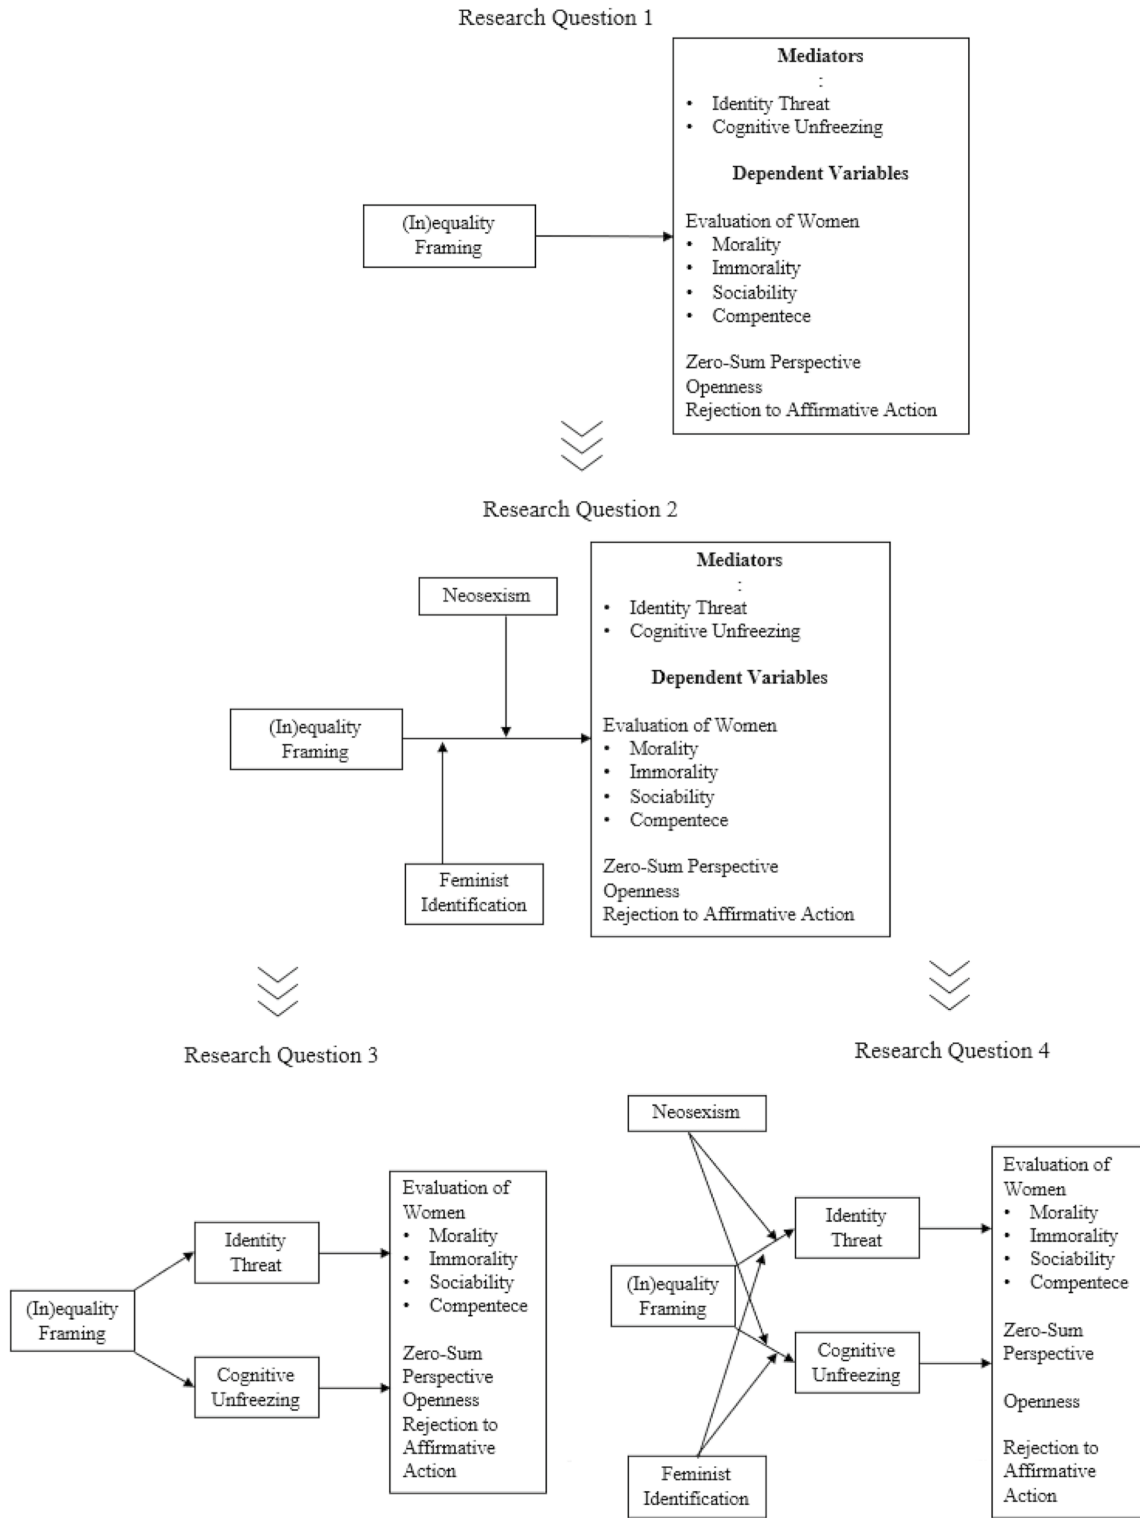 Research Question 1
Mediators
:
• Identity Threat
• Cognitive Unfreezing
Dependent Variables
(In)equality
Framing
Evaluation of Women
• Morality
• Immorality
• Sociability
• Compentece
Zero-Sum Perspective
Openness
Rejection to Affirmative Action
Research Question 2
Neosexism
(In)equality
Framing
Feminist
Identification
Mediators
:
• Identity Threat
• Cognitive Unfreezing
Dependent Variables
Evaluation of Women
• Morality
• Immorality
• Sociability
• Compentece
Zero-Sum Perspective
Openness
Rejection to Affirmative Action
Research Question 3
(In)equality
Framing
Identity
Threat
Cognitive
Unfreezing
Evaluation of
Women
• Morality
• Immorality
• Sociability
• Compentece
Zero-Sum
Perspective
Openness
Rejection to
Affirmative
Action
Research Question 4
Neosexism
(In)equality
Framing
Feminist
Identification
Identity
Threat
Cognitive
Unfreezing
Evaluation of
Women
• Morality
• Immorality
• Sociability
• Compentece
Zero-Sum
Perspective
Openness
Rejection to
Affirmative
Action